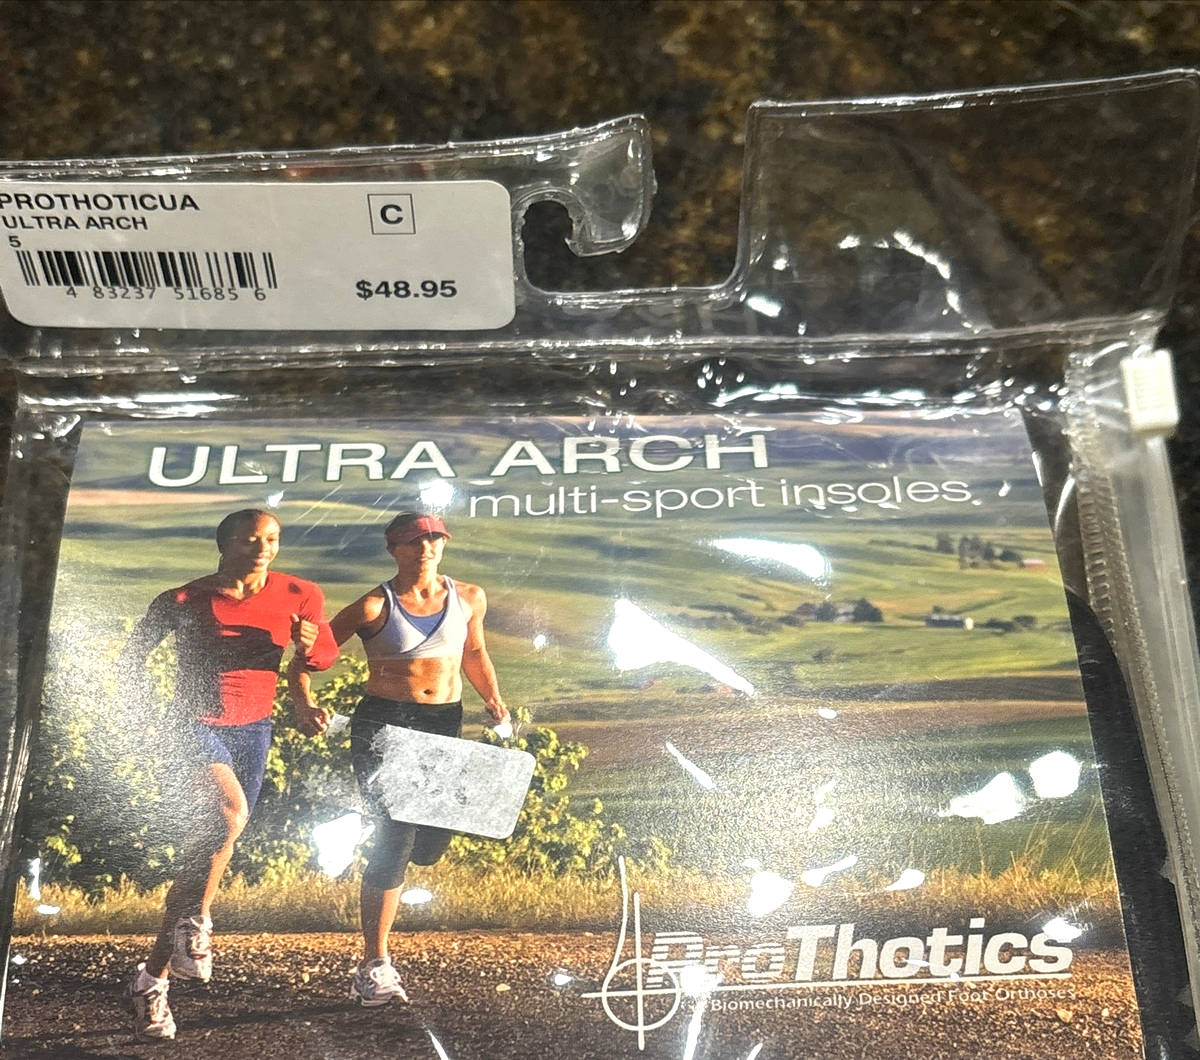 PROTHOTICUA
ULTRA ARCH
5
C
4 83237 51685 6
$48.95
ULTRA ARCH
multi-sport insoles
ProThotics™
Biomechanically Designed Foot Orthoses